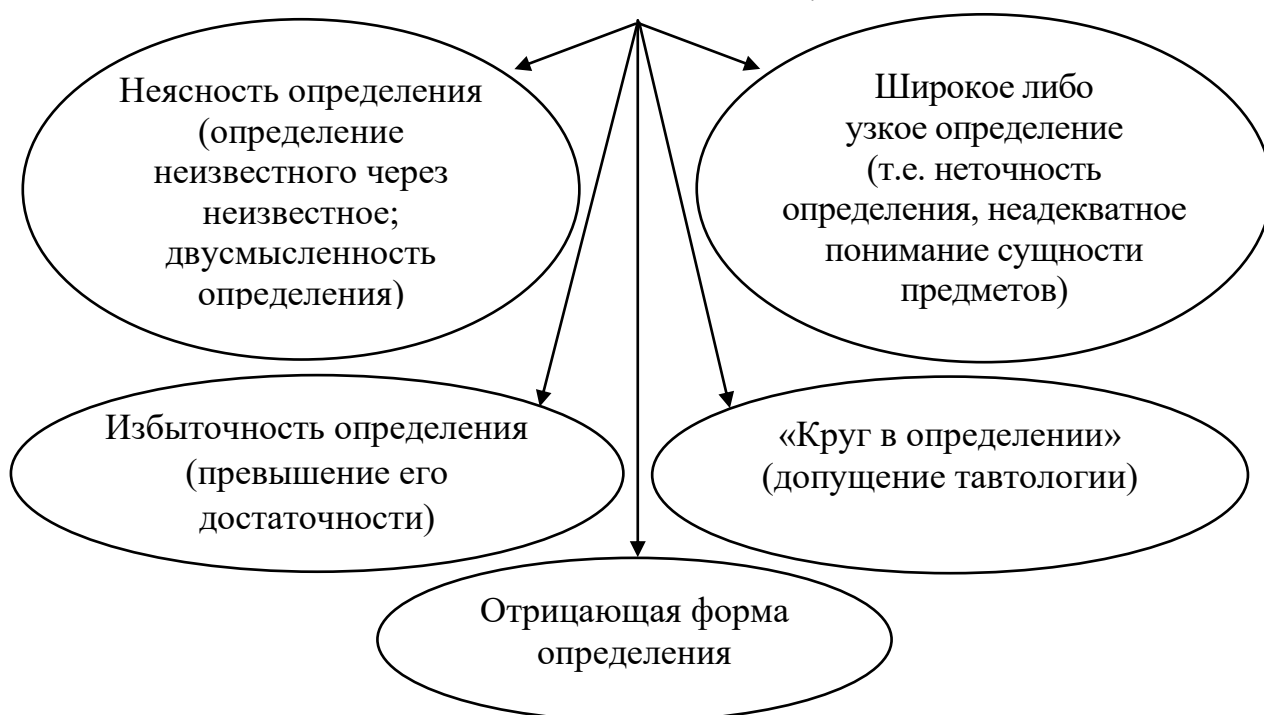 Неясность определения
(определение
неизвестного через
неизвестное;
двусмысленность
определения)
Широкое либо
узкое определение
(т.е. неточность
определения, неадекватное
понимание сущности
предметов)
Избыточность определения
(превышение его
достаточности)
«Круг в определении»
(допущение тавтологии)
Отрицающая форма
определения